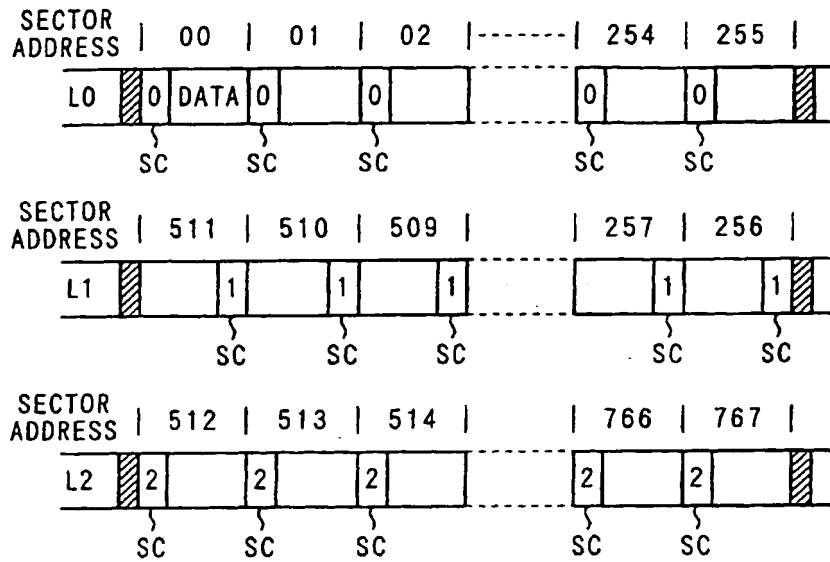 SECTOR
ADDRESS | 00 | 01 | 02 | 254 | 255 |
L0 0 DATA 0 0 0 0
SC SC SC SC SC
SECTOR
ADDRESS | 511 | 510 | 509 | 257 | 256 |
L1 1 1 1 1 1
SC SC SC SC SC
SECTOR
ADDRESS | 512 | 513 | 514 | 766 | 767 |
L2 2 2 2 2 2
SC SC SC SC SC